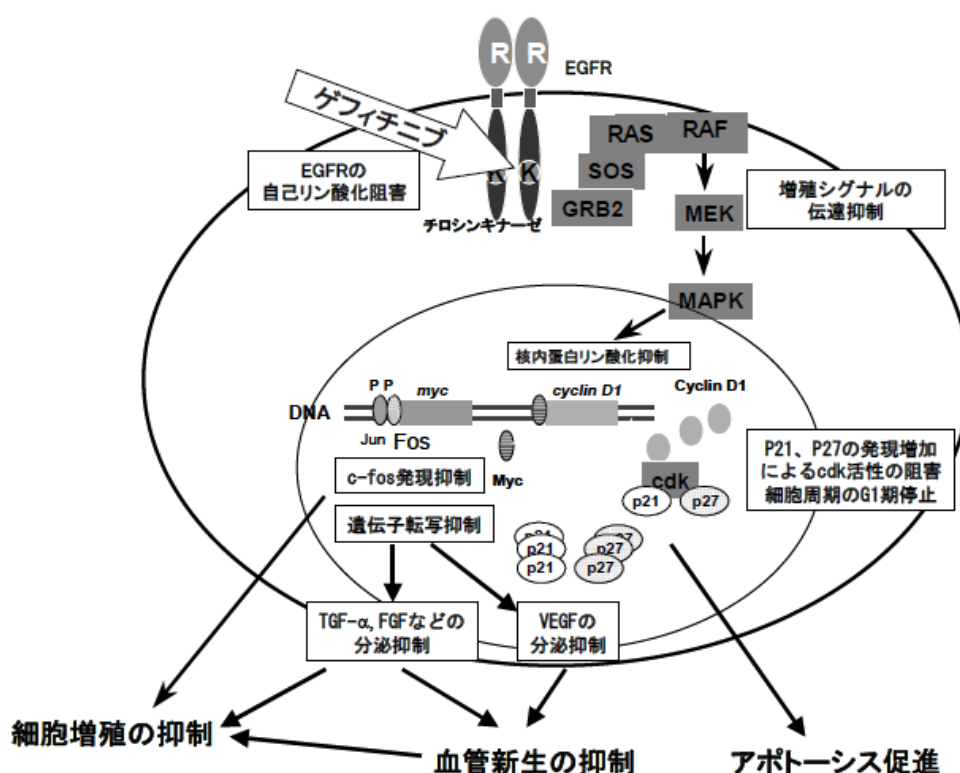 R R
EGFR
ゲフィチニブ
RAS
RAF
EGFRの
自己リン酸化阻害
K K
SOS
増殖シグナルの
伝達抑制
GRB2
MEK
チロシンキナーゼ
MAPK
核内蛋白リン酸化抑制
P P
myc
cyclin D1
Cyclin D1
DNA
Jun
Fos
Myc
c-fos発現抑制
cdk
P21、P27の発現増加
によるcdk活性の阻害
細胞周期のG1期停止
p21
p27
遺伝子転写抑制
p21
p27
p21
p27
TGF-α,FGFなどの
分泌抑制
VEGFの
分泌抑制
細胞増殖の抑制
血管新生の抑制
アポトーシス促進